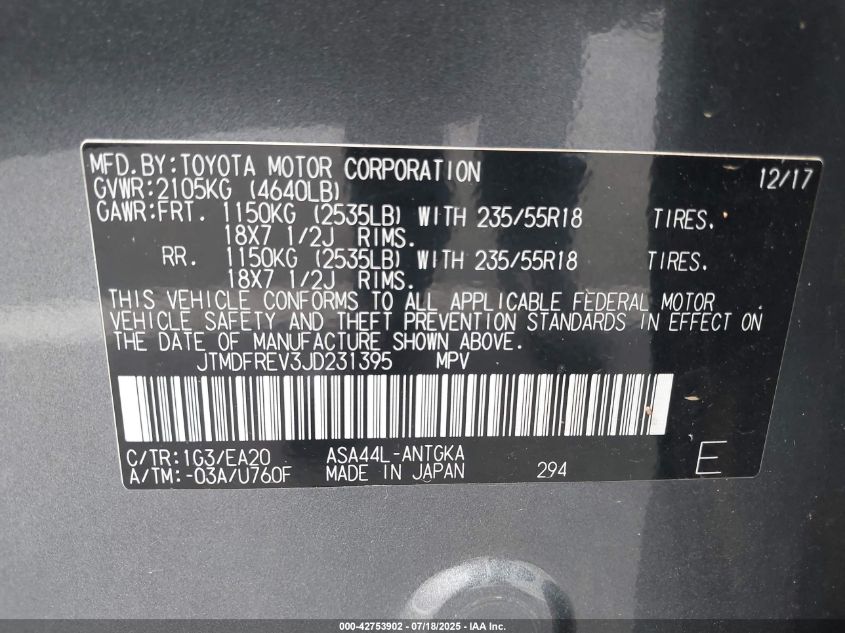 MFD.BY:TOYOTA MOTOR CORPORATION 12/17
GVWR:2105KG (4640LB)
GAWR:FRT. 1150KG (2535LB) WITH 235/55R18 TIRES.
18X7 1/2J RIMS.
RR. 1150KG (2535LB) WITH 235/55R18 TIRES.
18X7 1/2J RIMS.
THIS VEHICLE CONFORMS TO ALL APPLICABLE FEDERAL MOTOR
VEHICLE SAFETY AND THEFT PREVENTION STANDARDS IN EFFECT ON
THE DATE OF MANUFACTURE SHOWN ABOVE.
JTMDFREV3JD231395 MPV
C/TR:1G3/EA20 ASA44L-ANTGKA
A/TM:-03A/U760F MADE IN JAPAN 294 E
000-42753902 - 07/18/2025 - IAA Inc.